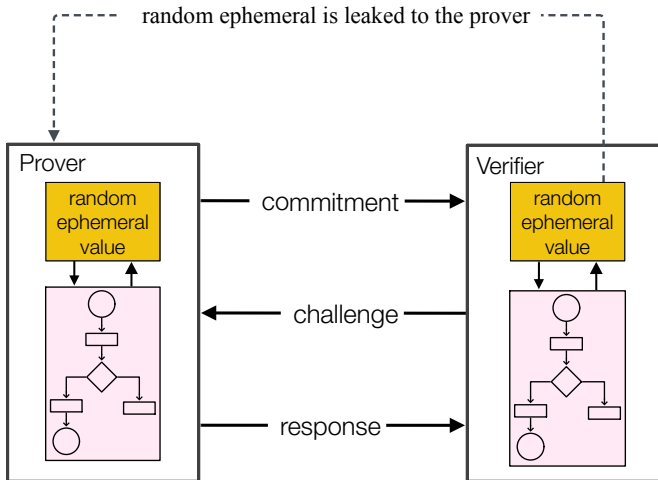 random ephemeral is leaked to the prover
Prover
random
ephemeral
value
commitment
challenge
response
Verifier
random
ephemeral
value